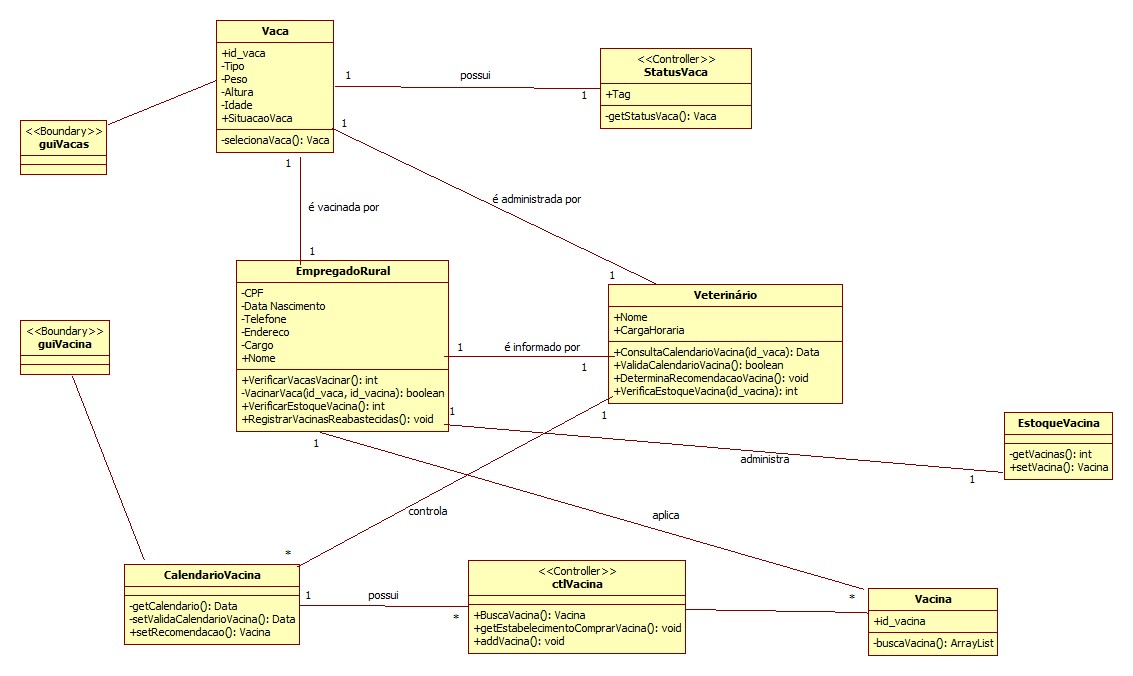 Vaca
+id_vaca
-Tipo
-Peso
-Altura
-Idade
+SituacaoVaca
-selecionaVaca(): Vaca
1
possui
1
<<Controller>>
StatusVaca
+Tag
-getStatusVaca(): Vaca
<<Boundary>>
guiVacas
1
é vacinada por
1
1
é administrada por
1
EmpregadoRural
-CPF
-Data Nascimento
-Telefone
-Endereco
-Cargo
+Nome
+VerificarVacasVacinar(): int
-VacinarVaca(id_vaca, id_vacina): boolean
+VerificarEstoqueVacina(): int
+RegistrarVacinasReabastecidas(): void
Veterinário
+Nome
+CargaHoraria
+ConsultaCalendarioVacina(id_vaca): Data
+ValidaCalendarioVacina(): boolean
+DeterminaRecomendacaoVacina(): void
+VerificaEstoqueVacina(id_vacina): int
1
é informado por
1
<<Boundary>>
guiVacina
1
administra
1
EstoqueVacina
-getVacinas(): int
+setVacina(): Vacina
1
controla
*
1
aplica
*
CalendarioVacina
-getCalendario(): Data
-setValidaCalendarioVacina(): Data
+setRecomendacao(): Vacina
1
possui
*
<<Controller>>
ctlVacina
+BuscaVacina(): Vacina
+getEstabelecimentoComprarVacina(): void
+addVacina(): void
Vacina
+id_vacina
-buscaVacina(): ArrayList